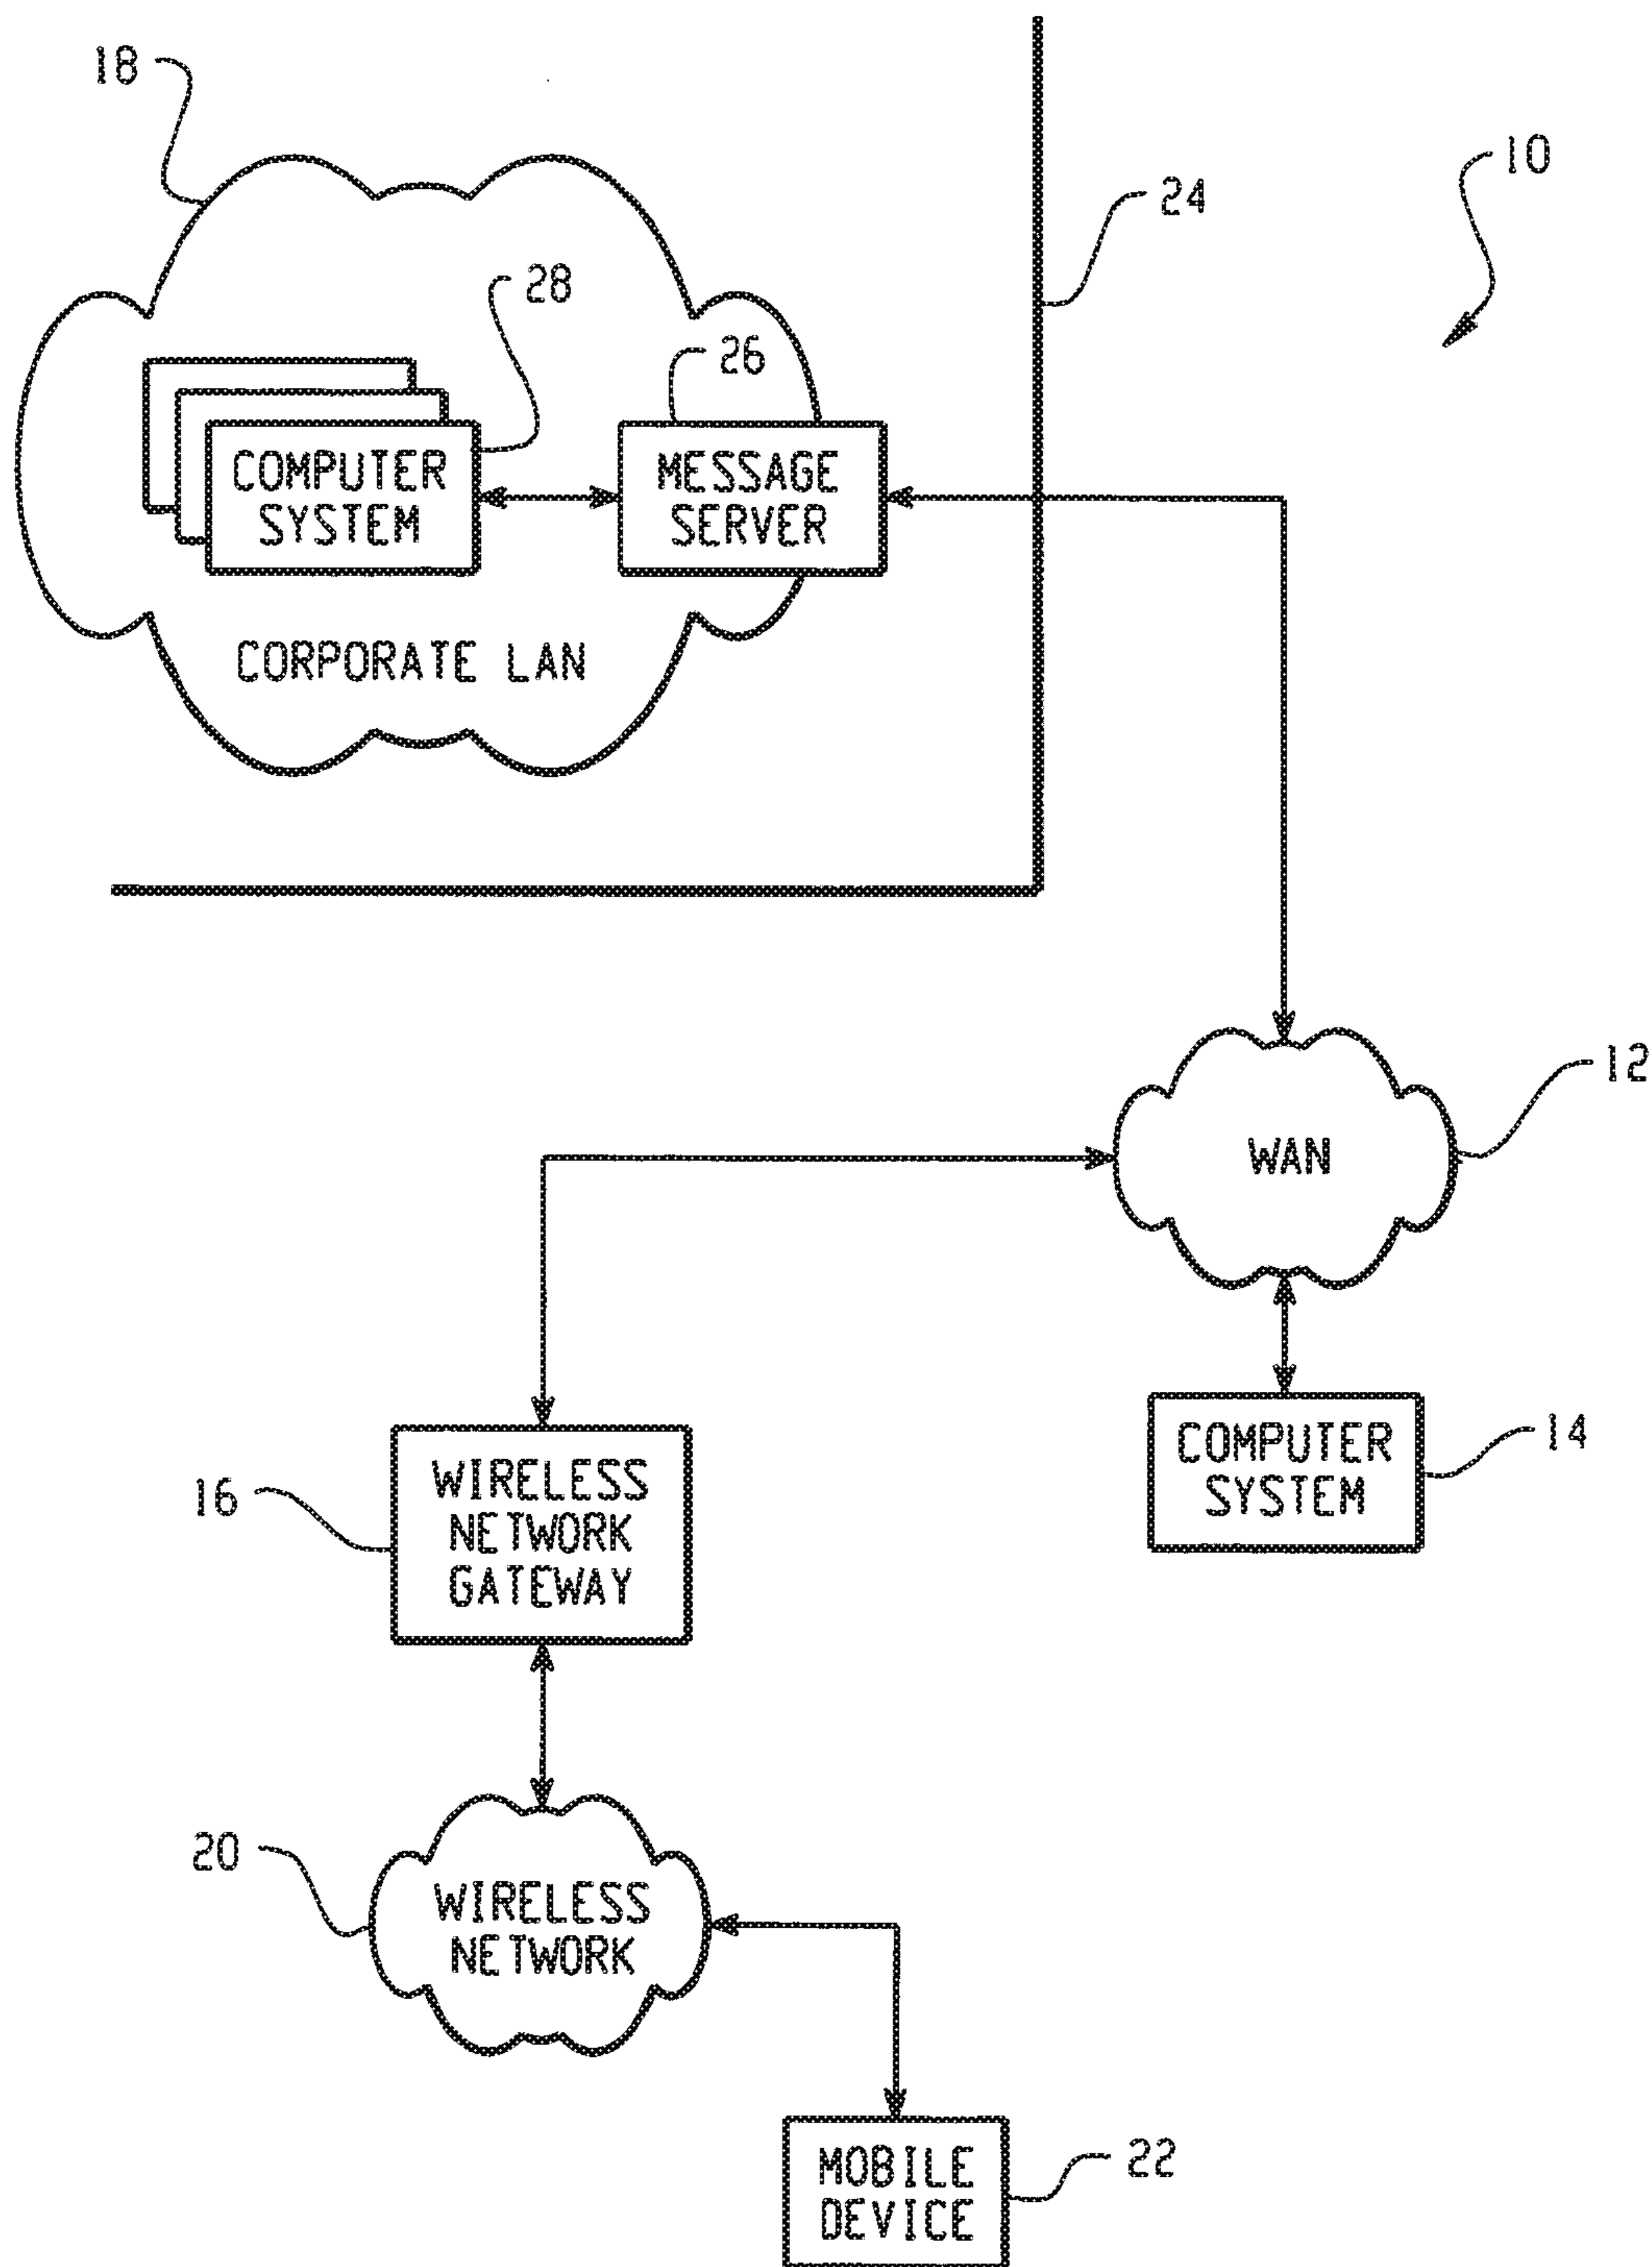 18
10
24
28
26
COMPUTER
SYSTEM
MESSAGE
SERVER
CORPORATE LAN
12
WAN
COMPUTER
SYSTEM
14
16
WIRELESS
NETWORK
GATEWAY
20
WIRELESS
NETWORK
MOBILE
DEVICE
22